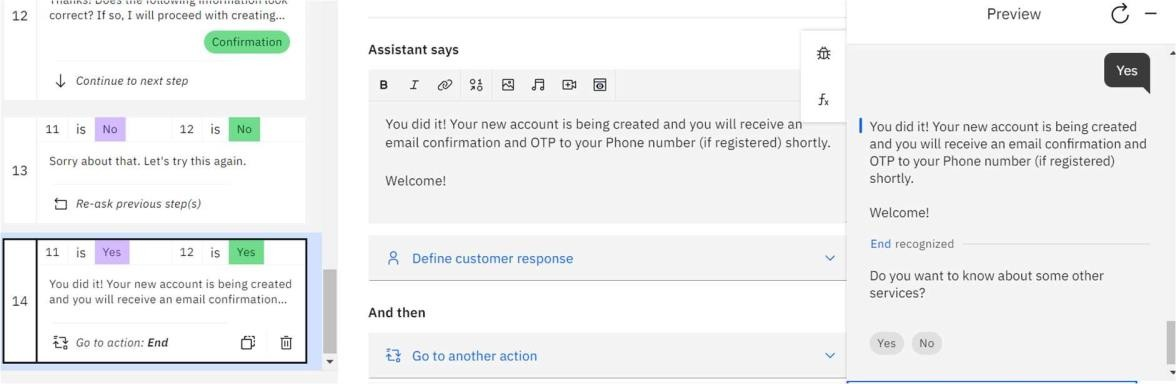 12
Thanks! Does the following information look
correct? If so, I will proceed with creating...
Confirmation
Continue to next step
11 is No 12 is No
13
Sorry about that. Let's try this again.
Re-ask previous step(s)
11 is Yes 12 is Yes
14
You did it! Your new account is being created
and you will receive an email confirmation...
Go to action: End
Assistant says
B I
You did it! Your new account is being created and you will receive an
email confirmation and OTP to your Phone number (if registered) shortly.
Welcome!
Define customer response
And then
Go to another action
fx
Preview
Yes
You did it! Your new account is being created
and you will receive an email confirmation and
OTP to your Phone number (if registered)
shortly.
Welcome!
End recognized
Do you want to know about some other
services?
Yes No